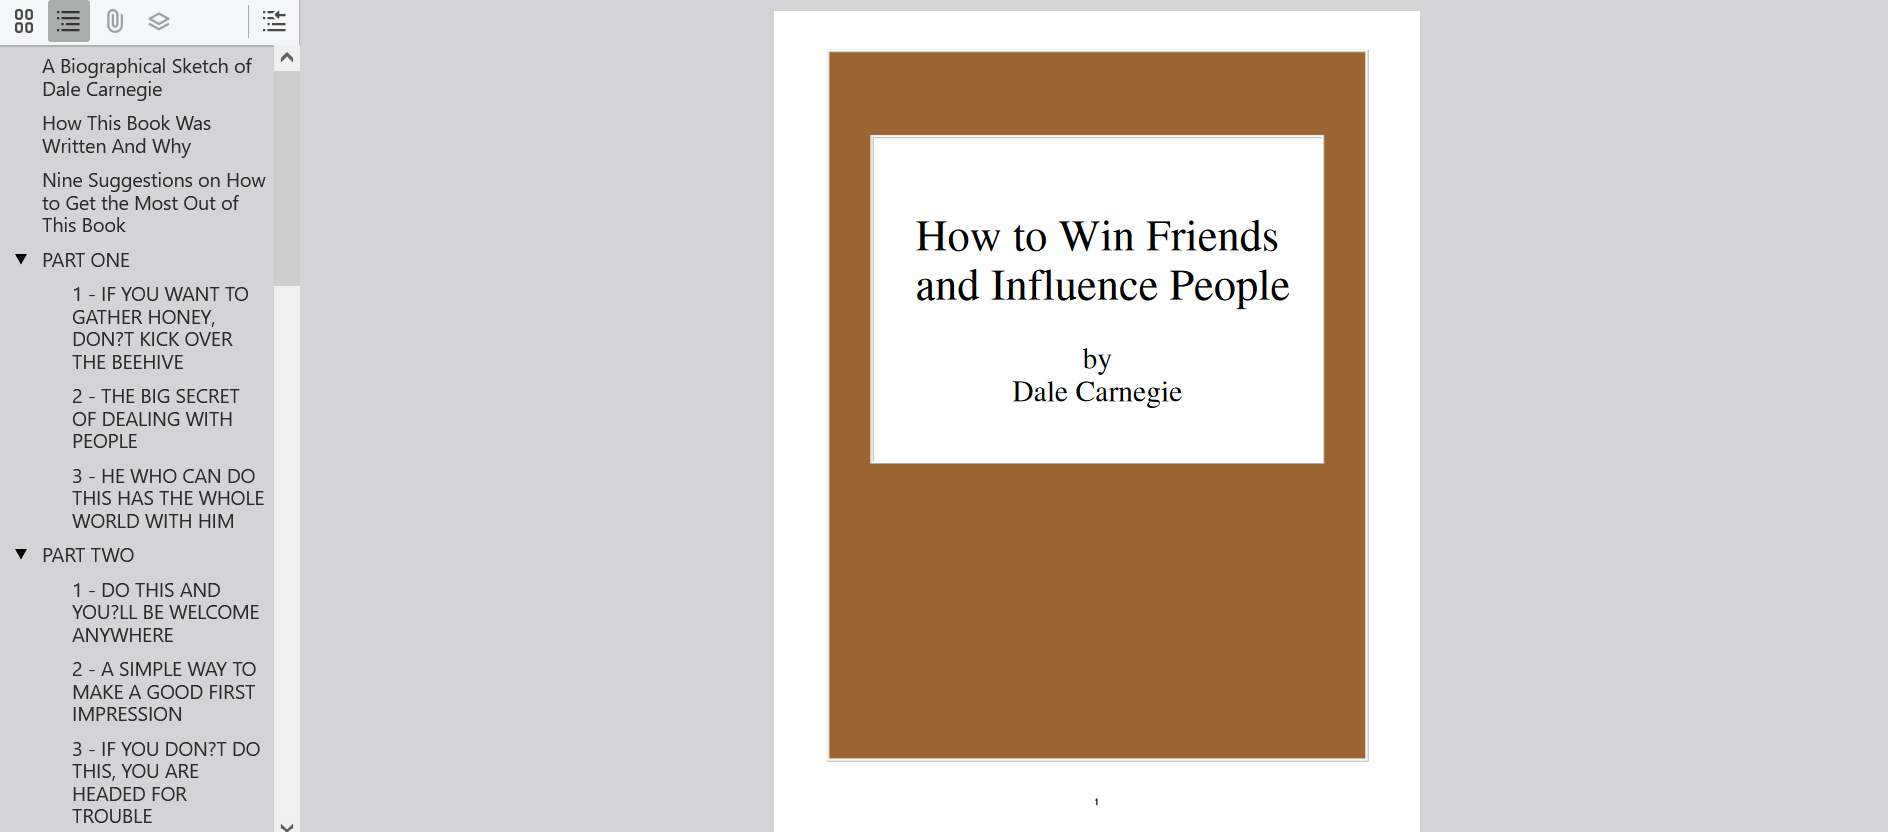 A Biographical Sketch of
Dale Carnegie
How This Book Was
Written And Why
Nine Suggestions on How
to Get the Most Out of
This Book
PART ONE
1 - IF YOU WANT TO
GATHER HONEY,
DON?T KICK OVER
THE BEEHIVE
2 - THE BIG SECRET
OF DEALING WITH
PEOPLE
3 - HE WHO CAN DO
THIS HAS THE WHOLE
WORLD WITH HIM
PART TWO
1 - DO THIS AND
YOU?LL BE WELCOME
ANYWHERE
2 - A SIMPLE WAY TO
MAKE A GOOD FIRST
IMPRESSION
3 - IF YOU DON?T DO
THIS, YOU ARE
HEADED FOR
TROUBLE
How to Win Friends
and Influence People
by
Dale Carnegie
1